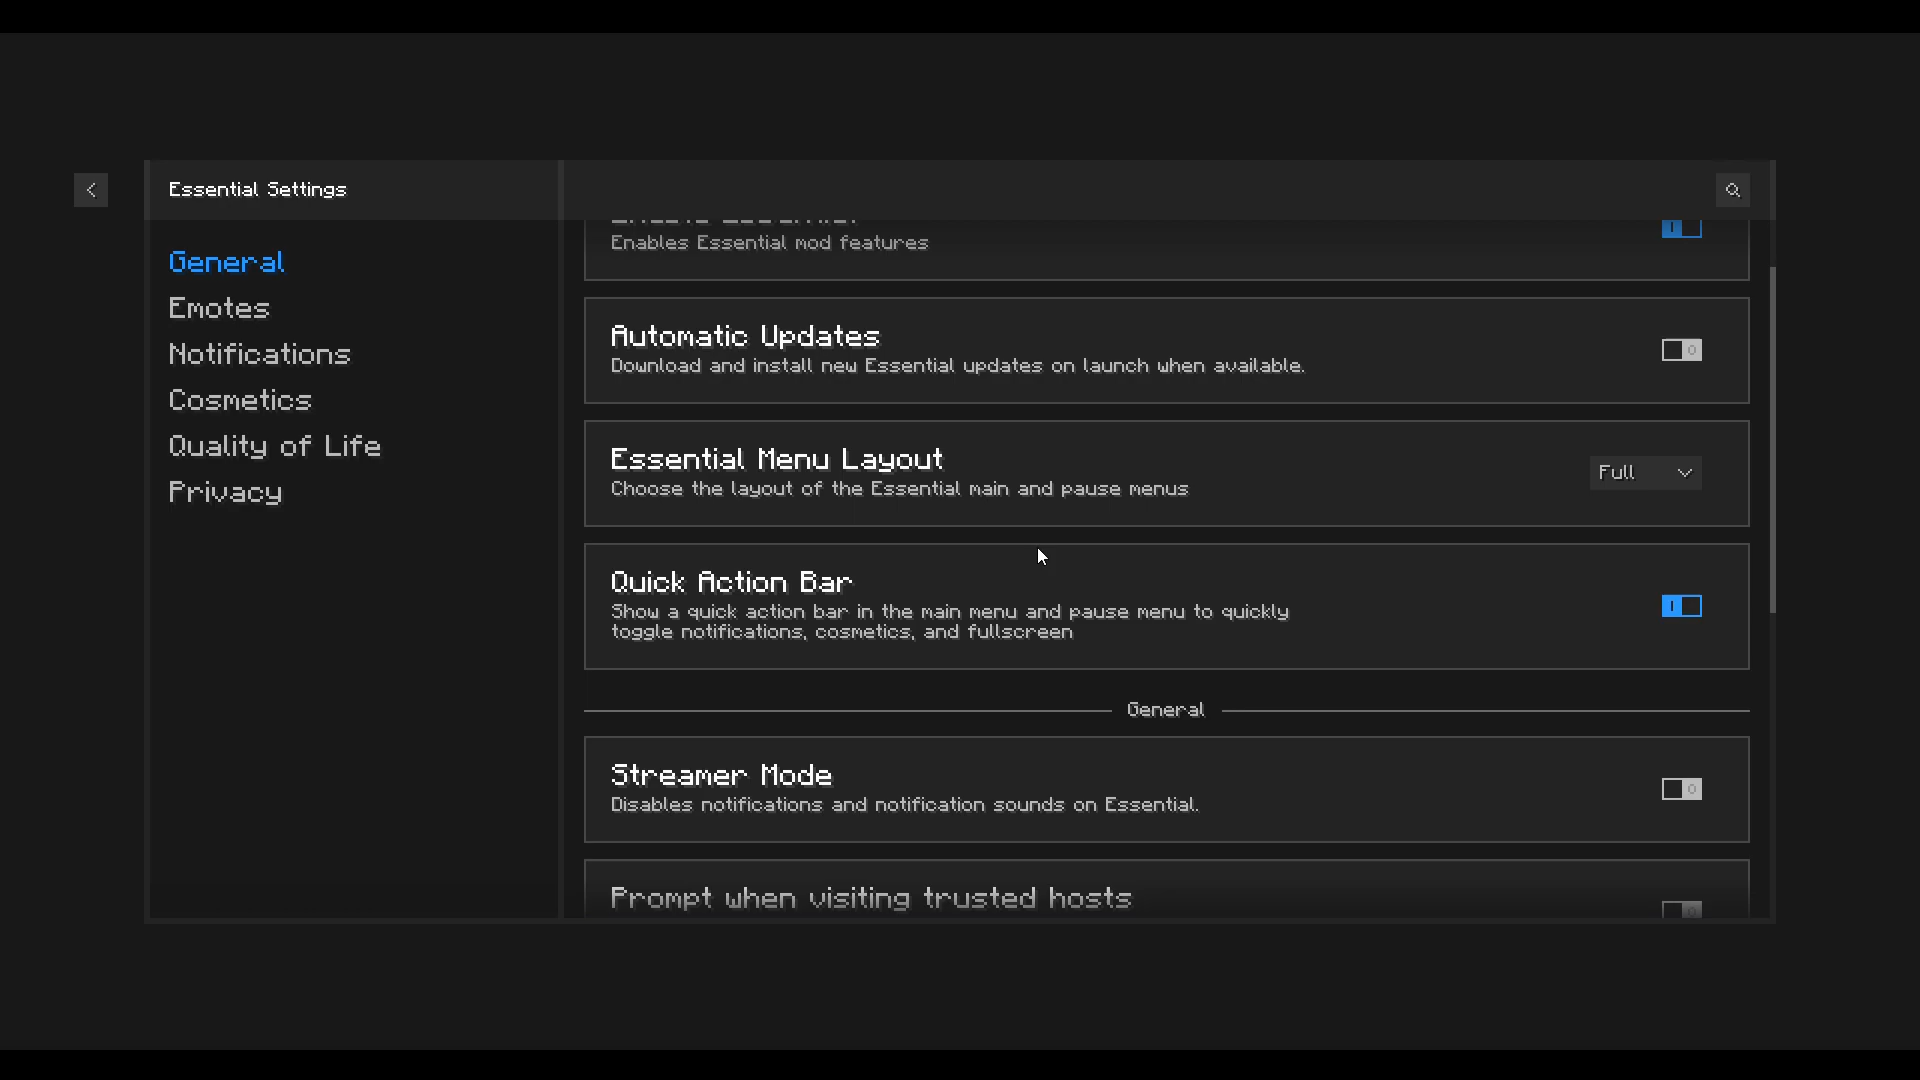 Essential Settings
General
Emotes
Notifications
Cosmetics
Quality of Life
Privacy
Enables Essential mod features
Automatic Updates
Download and install new Essential updates on launch when available.
Essential Menu Layout
Choose the layout of the Essential main and pause menus
Full
Quick Action Bar
Show a quick action bar in the main menu and pause menu to quickly
toggle notifications, cosmetics, and fullscreen
General
Streamer Mode
Disables notifications and notification sounds on Essential.
Prompt when visiting trusted hosts